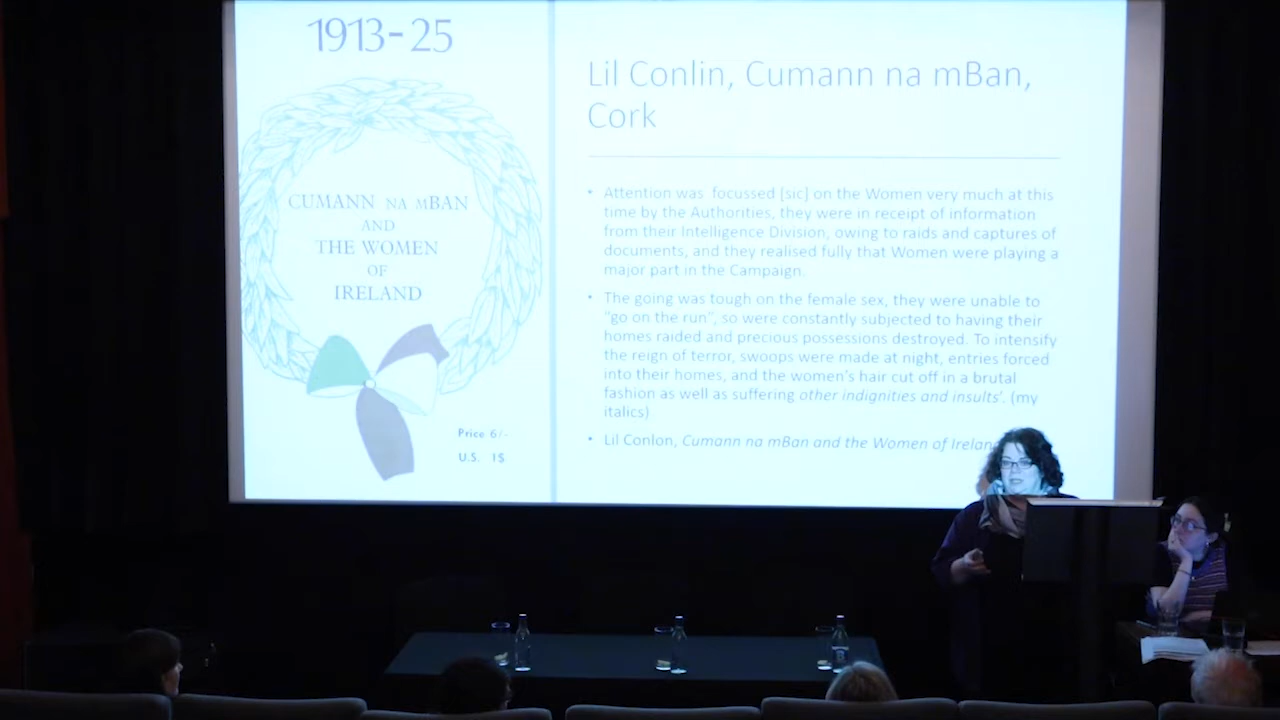 1913-25
CUMANN NA mBAN
AND
THE WOMEN
OF
IRELAND
Price 6/-
U.S. 1$
Lil Conlin, Cumann na mBan,
Cork
• Attention was focussed [sic] on the Women very much at this
time by the Authorities, they were in receipt of information
from their Intelligence Division, owing to raids and captures of
documents, and they realised fully that Women were playing a
major part in the Campaign.
• The going was tough on the female sex, they were unable to
"go on the run", so were constantly subjected to having their
homes raided and precious possessions destroyed. To intensify
the reign of terror, swoops were made at night, entries forced
into their homes, and the women's hair cut off in a brutal
fashion as well as suffering other indignities and insults'. (my
italics)
• Lil Conlon, Cumann na mBan and the Women of